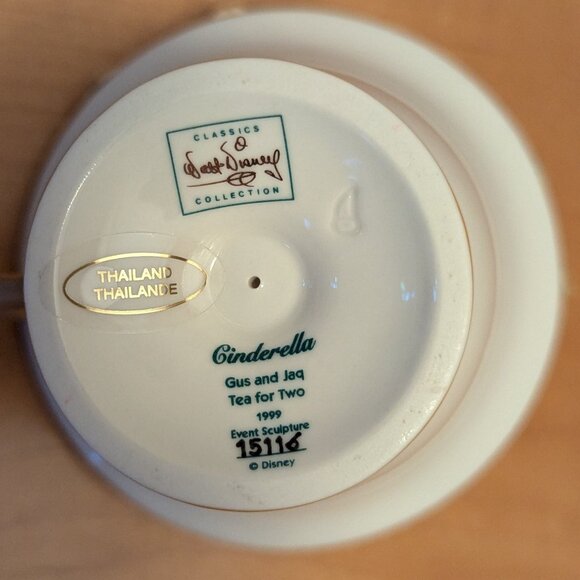 CLASSICS
Walt Disney
COLLECTION
THAILAND
THAILANDE
Cinderella
Gus and Jaq
Tea for Two
1999
Event Sculpture
15116
© Disney